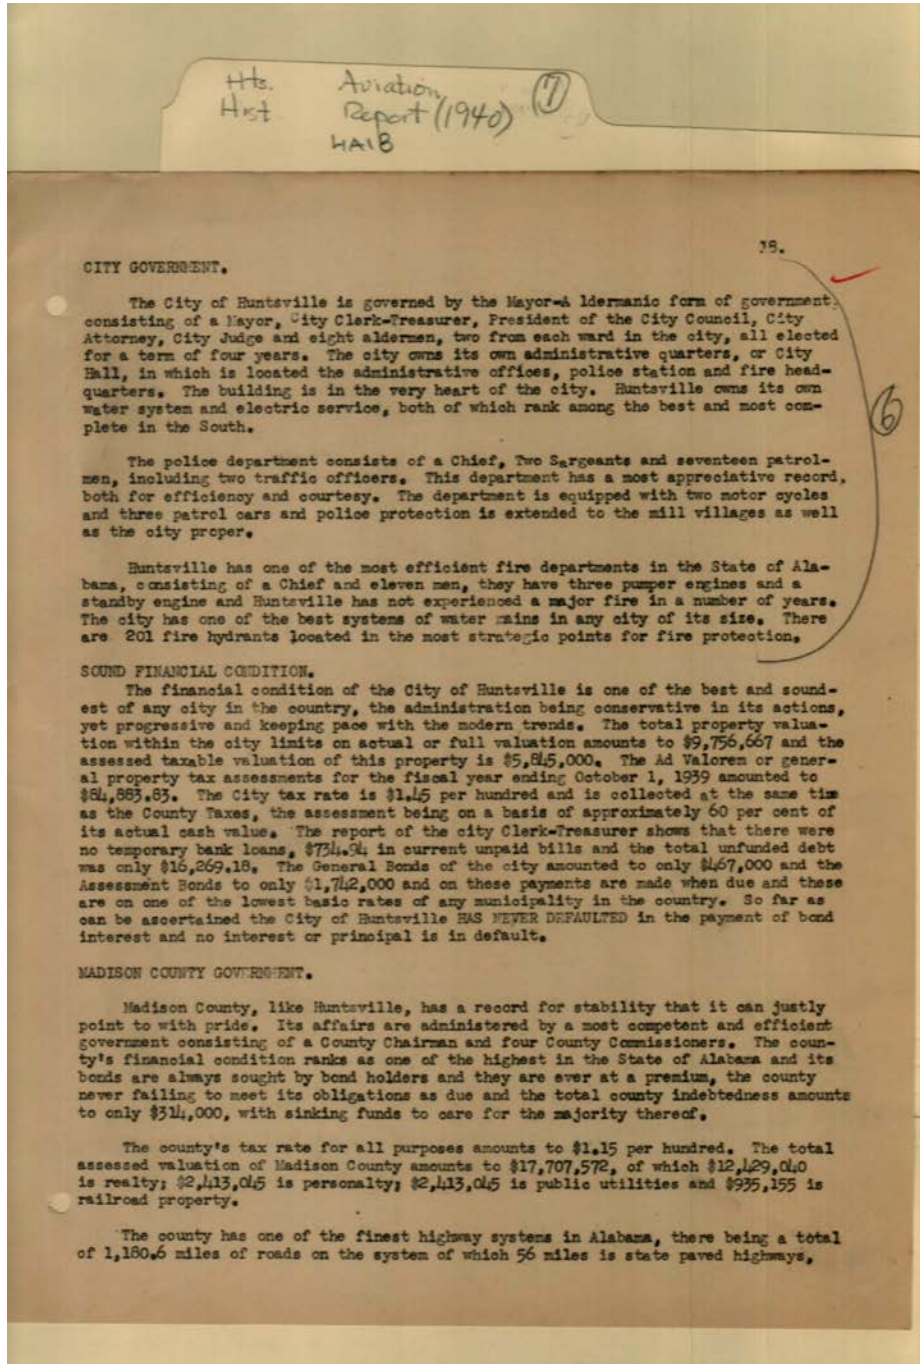 Hts. Aviation 7
Hist Report (1940)
HAIB
18.
CITY GOVERNMENT.
The City of Huntsville is governed by the Mayor-A ldermanic form of government,
consisting of a Mayor, City Clerk-Treasurer, President of the City Council, City
Attorney, City Judge and eight aldermen, two from each ward in the city, all elected
for a term of four years. The city owns its own administrative quarters, or City
Hall, in which is located the administrative offices, police station and fire head-
quarters. The building is in the very heart of the city. Huntsville owns its own
water system and electric service, both of which rank among the best and most com-
plete in the South.
6
The police department consists of a Chief, Two Sargeants and seventeen patrol-
men, including two traffic officers. This department has a most appreciative record,
both for efficiency and courtesy. The department is equipped with two motor cycles
and three patrol cars and police protection is extended to the mill villages as well
as the city proper.
Huntsville has one of the most efficient fire departments in the State of Ala-
bama, consisting of a Chief and eleven men, they have three pumper engines and a
standby engine and Huntsville has not experienced a major fire in a number of years.
The city has one of the best systems of water mains in any city of its size. There
are 201 fire hydrants located in the most strategic points for fire protection.
SOUND FINANCIAL CONDITION.
The financial condition of the City of Huntsville is one of the best and sound-
est of any city in the country, the administration being conservative in its actions,
yet progressive and keeping pace with the modern trends. The total property valua-
tion within the city limits on actual or full valuation amounts to $9,756,667 and the
assessed taxable valuation of this property is $5,845,000. The Ad Valorem or gener-
al property tax assessments for the fiscal year ending October 1, 1939 amounted to
$84,883.83. The City tax rate is $1.45 per hundred and is collected at the same time
as the County Taxes, the assessment being on a basis of approximately 60 per cent of
its actual cash value. The report of the city Clerk-Treasurer shows that there were
no temporary bank loans, $734.94 in current unpaid bills and the total unfunded debt
was only $16,269.18. The General Bonds of the city amounted to only $467,000 and the
Assessment Bonds to only $1,742,000 and on these payments are made when due and these
are on one of the lowest basic rates of any municipality in the country. So far as
can be ascertained the City of Huntsville HAS NEVER DEFAULTED in the payment of bond
interest and no interest or principal is in default.
MADISON COUNTY GOVERNMENT.
Madison County, like Huntsville, has a record for stability that it can justly
point to with pride. Its affairs are administered by a most competent and efficient
government consisting of a County Chairman and four County Commissioners. The coun-
ty's financial condition ranks as one of the highest in the State of Alabama and its
bonds are always sought by bond holders and they are ever at a premium, the county
never failing to meet its obligations as due and the total county indebtedness amounts
to only $314,000, with sinking funds to care for the majority thereof.
The county's tax rate for all purposes amounts to $1.15 per hundred. The total
assessed valuation of Madison County amounts to $17,707,572, of which $12,429,040
is realty; $2,413,045 is personalty; $2,413,045 is public utilities and $935,155 is
railroad property.
The county has one of the finest highway systems in Alabama, there being a total
of 1,180.6 miles of roads on the system of which 56 miles is state paved highways,